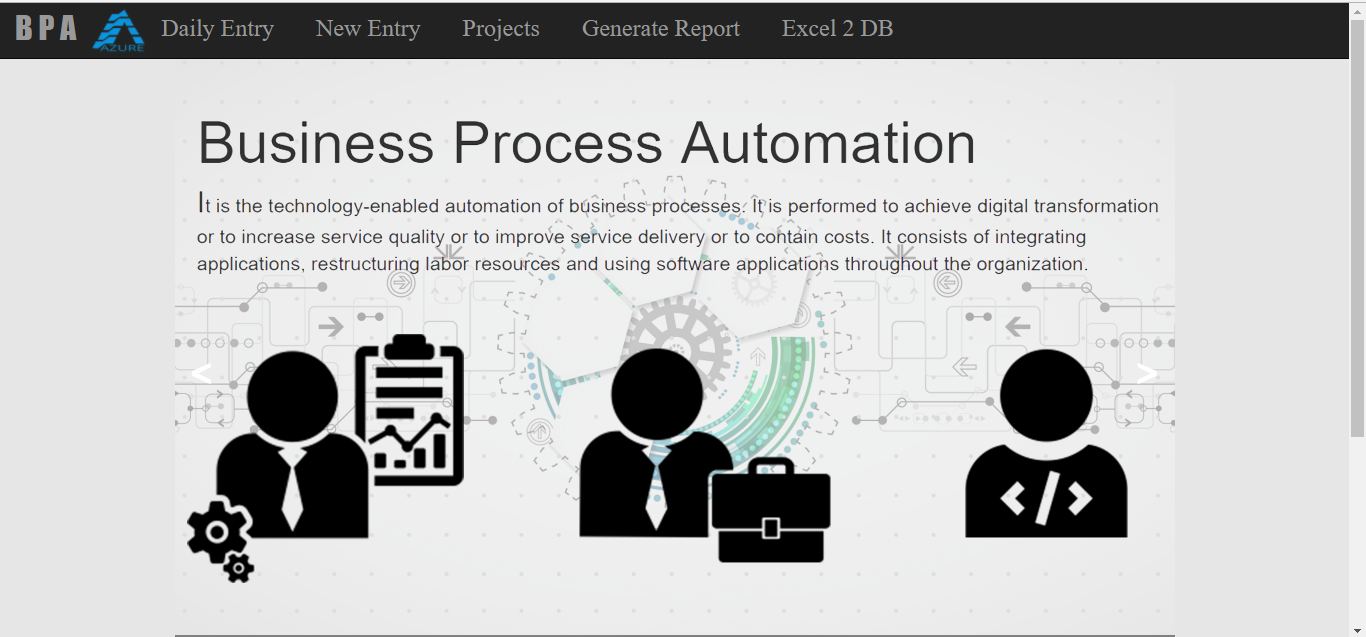 BPA AZURE Daily Entry New Entry Projects Generate Report Excel 2 DB
Business Process Automation
It is the technology-enabled automation of business processes. It is performed to achieve digital transformation
or to increase service quality or to improve service delivery or to contain costs. It consists of integrating
applications, restructuring labor resources and using software applications throughout the organization.
< >